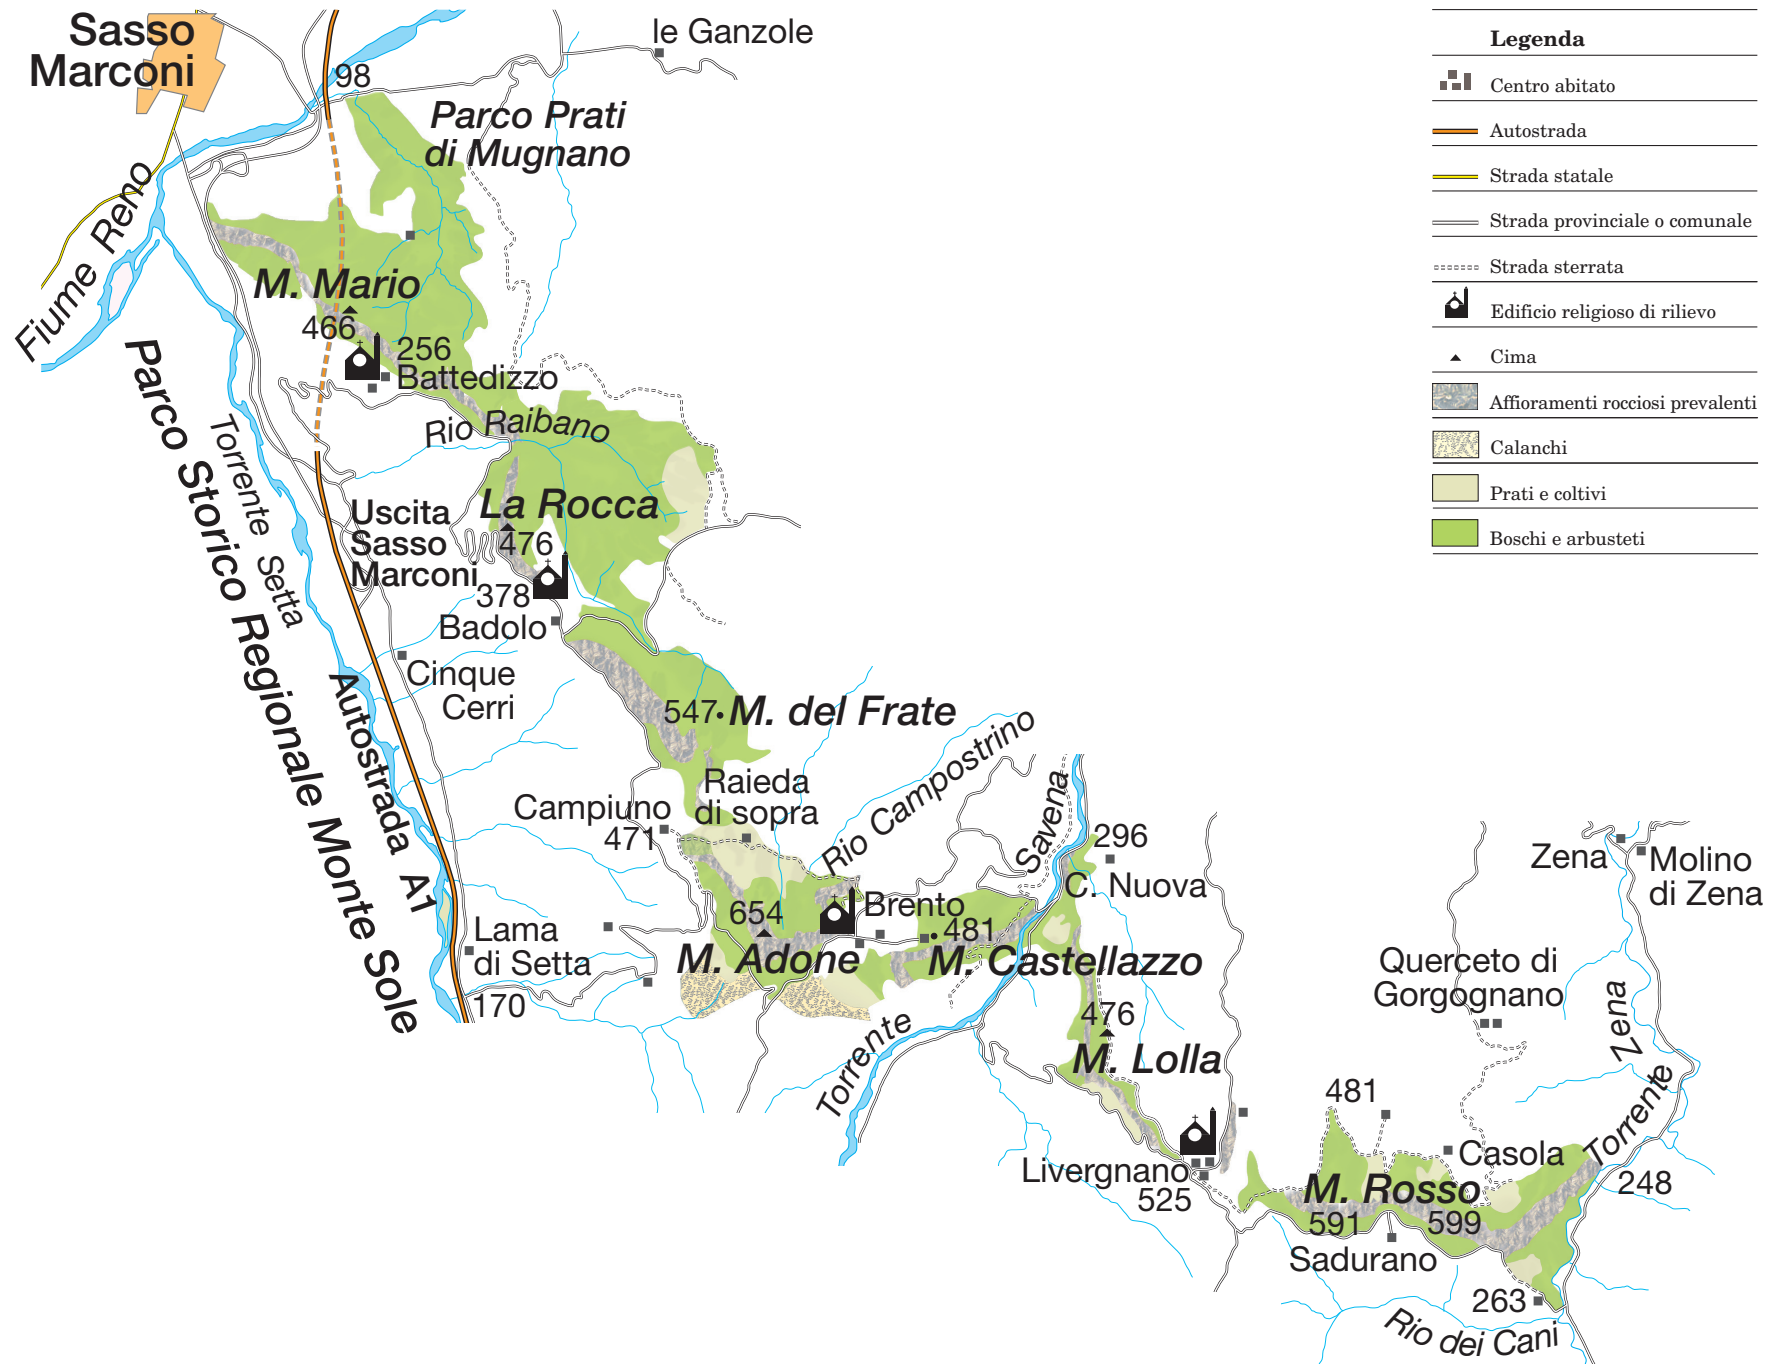 Sasso
Marconi
98
le Ganzole
Parco Prati
di Mugnano
Fiume Reno
M. Mario
466
256
Battedizzo
Rio Raibano
Parco Storico Regionale Monte Sole
Torrente Setta
Uscita
Sasso
Marconi
La Rocca
476
378
Badolo
Cinque
Cerri
Autostrada A1
547
M. del Frate
Raieda
di sopra
Campiuno
471
Rio Campostrino
Savena
296
C. Nuova
Brento
654
481
M. Adone
M. Castellazzo
Lama
di Setta
170
Torrente
476
M. Lolla
Livergnano
525
Zena
Molino
di Zena
Querceto di
Gorgognano
Torrente Zena
481
Casola
M. Rosso
591
599
Sadurano
248
263
Rio dei Cani
Legenda
Centro abitato
Autostrada
Strada statale
Strada provinciale o comunale
Strada sterrata
Edificio religioso di rilievo
Cima
Affioramenti rocciosi prevalenti
Calanchi
Prati e coltivi
Boschi e arbusteti